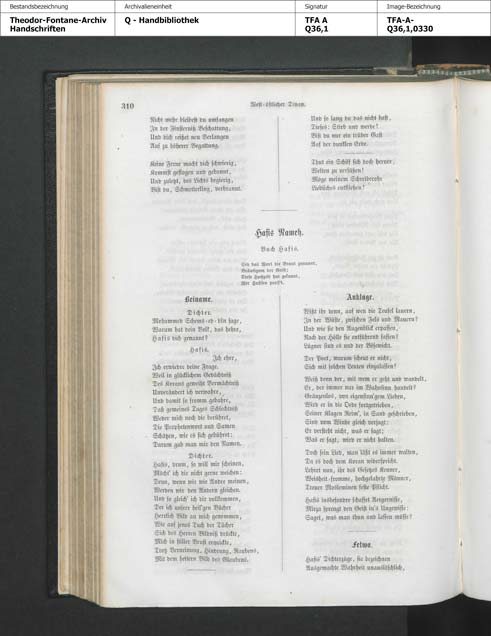 Bestandsbezeichnung
Theodor-Fontane-Archiv
Handschriften
Archivalieneinheit
Q - Handbibliothek
Signatur
TFA A
Q36,1
Image-Bezeichnung
TFA-A-
Q36,1,0330
310
West-östlicher Divan.
Nicht mehr bleibest du umfangen
In der Finsterniß Beschattung,
Und dich reißet neu Verlangen
Auf zu höherer Begattung.
Keine Ferne macht dich schwierig,
Kommst geflogen und gebannt,
Und zuletzt, des Lichts begierig,
Bist du, Schmetterling, verbrannt.
Und so lang du das nicht hast,
Dieses: Stirb und werde!
Bist du nur ein trüber Gast
Auf der dunklen Erde.
Thut ein Schilf sich doch hervor,
Welten zu versüßen!
Möge meinem Schreiberohr
Liebliches entfließen!
Hafis Nameh.
Buch Hafis.
Sey das Wort die Braut genannt,
Bräutigam der Geist;
Diese Hochzeit hat gekannt,
Wer Hafisen preist.
Beiname.
Dichter.
Mohammed Schems-ed-din sage,
Warum hat dein Volk, das hehre,
Hafis dich genannt?
Hafis.
Ich ehre,
Ich erwiedre deine Frage.
Weil in glücklichem Gedächtniß
Des Korans geweiht Vermächtniß
Unverändert ich verwahre,
Und damit so fromm gebahre,
Daß gemeinen Tages Schlechtniß
Weder mich noch die berühret,
Die Prophetenwort und Samen
Schätzen, wie es sich gebühret:
Darum gab man mir den Namen.
Dichter.
Hafis, drum, so will mir scheinen,
Möcht' ich dir nicht gerne weichen:
Denn, wenn wir wie Andre meinen,
Werden wir den Andern gleichen.
Und so gleich' ich dir vollkommen,
Der ich unsrer heil'gen Bücher
Herrlich Bild an mich genommen,
Wie auf jenes Tuch der Tücher
Sich des Herren Bildniß drückte,
Mich in stiller Brust erquickte,
Trotz Verneinung, Hindrung, Raubens,
Mit dem heitern Bild des Glaubens.
Anklage.
Wißt ihr denn, auf wen die Teufel lauern,
In der Wüste, zwischen Fels und Mauern?
Und wie sie den Augenblick erpassen,
Nach der Hölle sie entführend fassen?
Lügner sind es und der Bösewicht.
Der Poet, warum scheut er nicht,
Sich mit solchen Leuten einzulassen!
Weiß denn der, mit wem er geht und wandelt,
Er, der immer nur im Wahnsinn handelt?
Gränzenlos, von eigensinn'gem Lieben,
Wird er in die Oede fortgetrieben,
Seiner Klagen Reim', in Sand geschrieben,
Sind vom Winde gleich verjagt;
Er versteht nicht, was er sagt;
Was er sagt, wird er nicht halten.
Doch sein Lied, man läßt es immer walten,
Da es doch dem Koran widerspricht.
Lehret nun, ihr des Gesetzes Kenner,
Weisheit-fromme, hochgelahrte Männer,
Treuer Mosleminen feste Pflicht.
Hafis insbesondre schaffet Aergernisse,
Mirza sprengt den Geist in's Ungewisse:
Saget, was man thun und lassen müsse?
Fetwa.
Hafis' Dichterzüge, sie bezeichnen
Ausgemachte Wahrheit unauslöschlich,